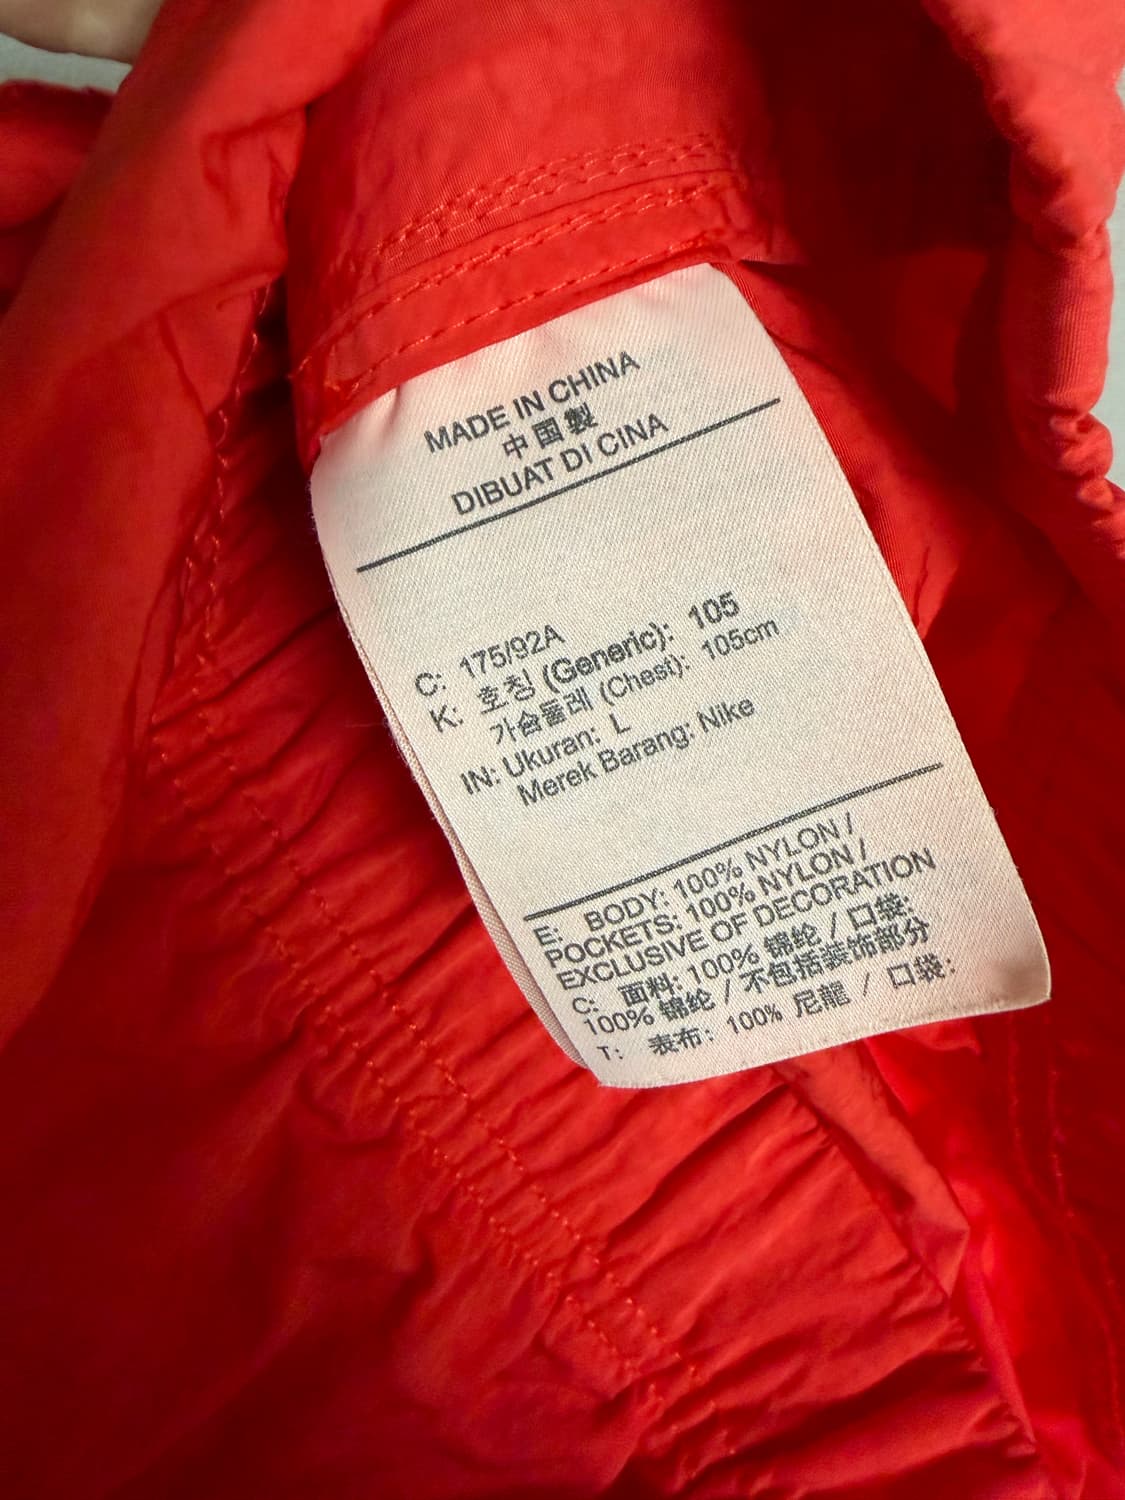 MADE IN CHINA
中国製
DIBUAT DI CINA
C: 175/92A
K: 호칭 (Generic): 105
가슴둘레 (Chest): 105cm
IN: Ukuran: L
Merek Barang: Nike
E: BODY: 100% NYLON /
POCKETS: 100% NYLON /
EXCLUSIVE OF DECORATION
C: 面料: 100% 锦纶 / 口袋:
100% 锦纶 / 不包括装饰部分
T: 表布: 100% 尼龍 / 口袋: